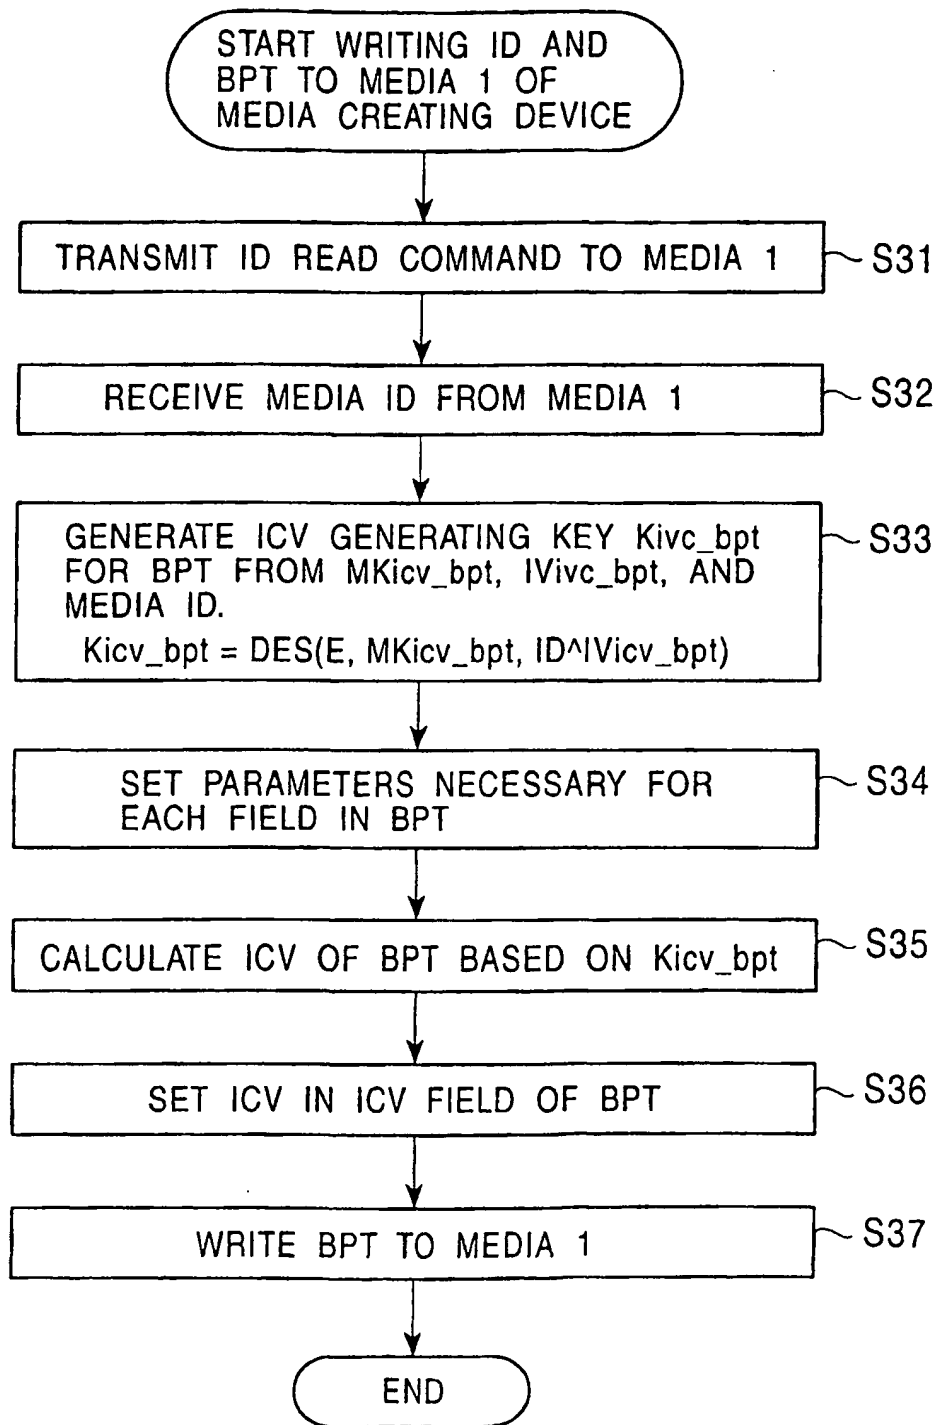 START WRITING ID AND
BPT TO MEDIA 1 OF
MEDIA CREATING DEVICE
TRANSMIT ID READ COMMAND TO MEDIA 1
S31
RECEIVE MEDIA ID FROM MEDIA 1
S32
GENERATE ICV GENERATING KEY Kivc_bpt
S33
FOR BPT FROM MKicv_bpt, IVivc_bpt, AND
MEDIA ID.
Kicv_bpt = DES(E, MKicv_bpt, ID^IVicv_bpt)
SET PARAMETERS NECESSARY FOR
S34
EACH FIELD IN BPT
CALCULATE ICV OF BPT BASED ON Kicv_bpt
S35
SET ICV IN ICV FIELD OF BPT
S36
WRITE BPT TO MEDIA 1
S37
END